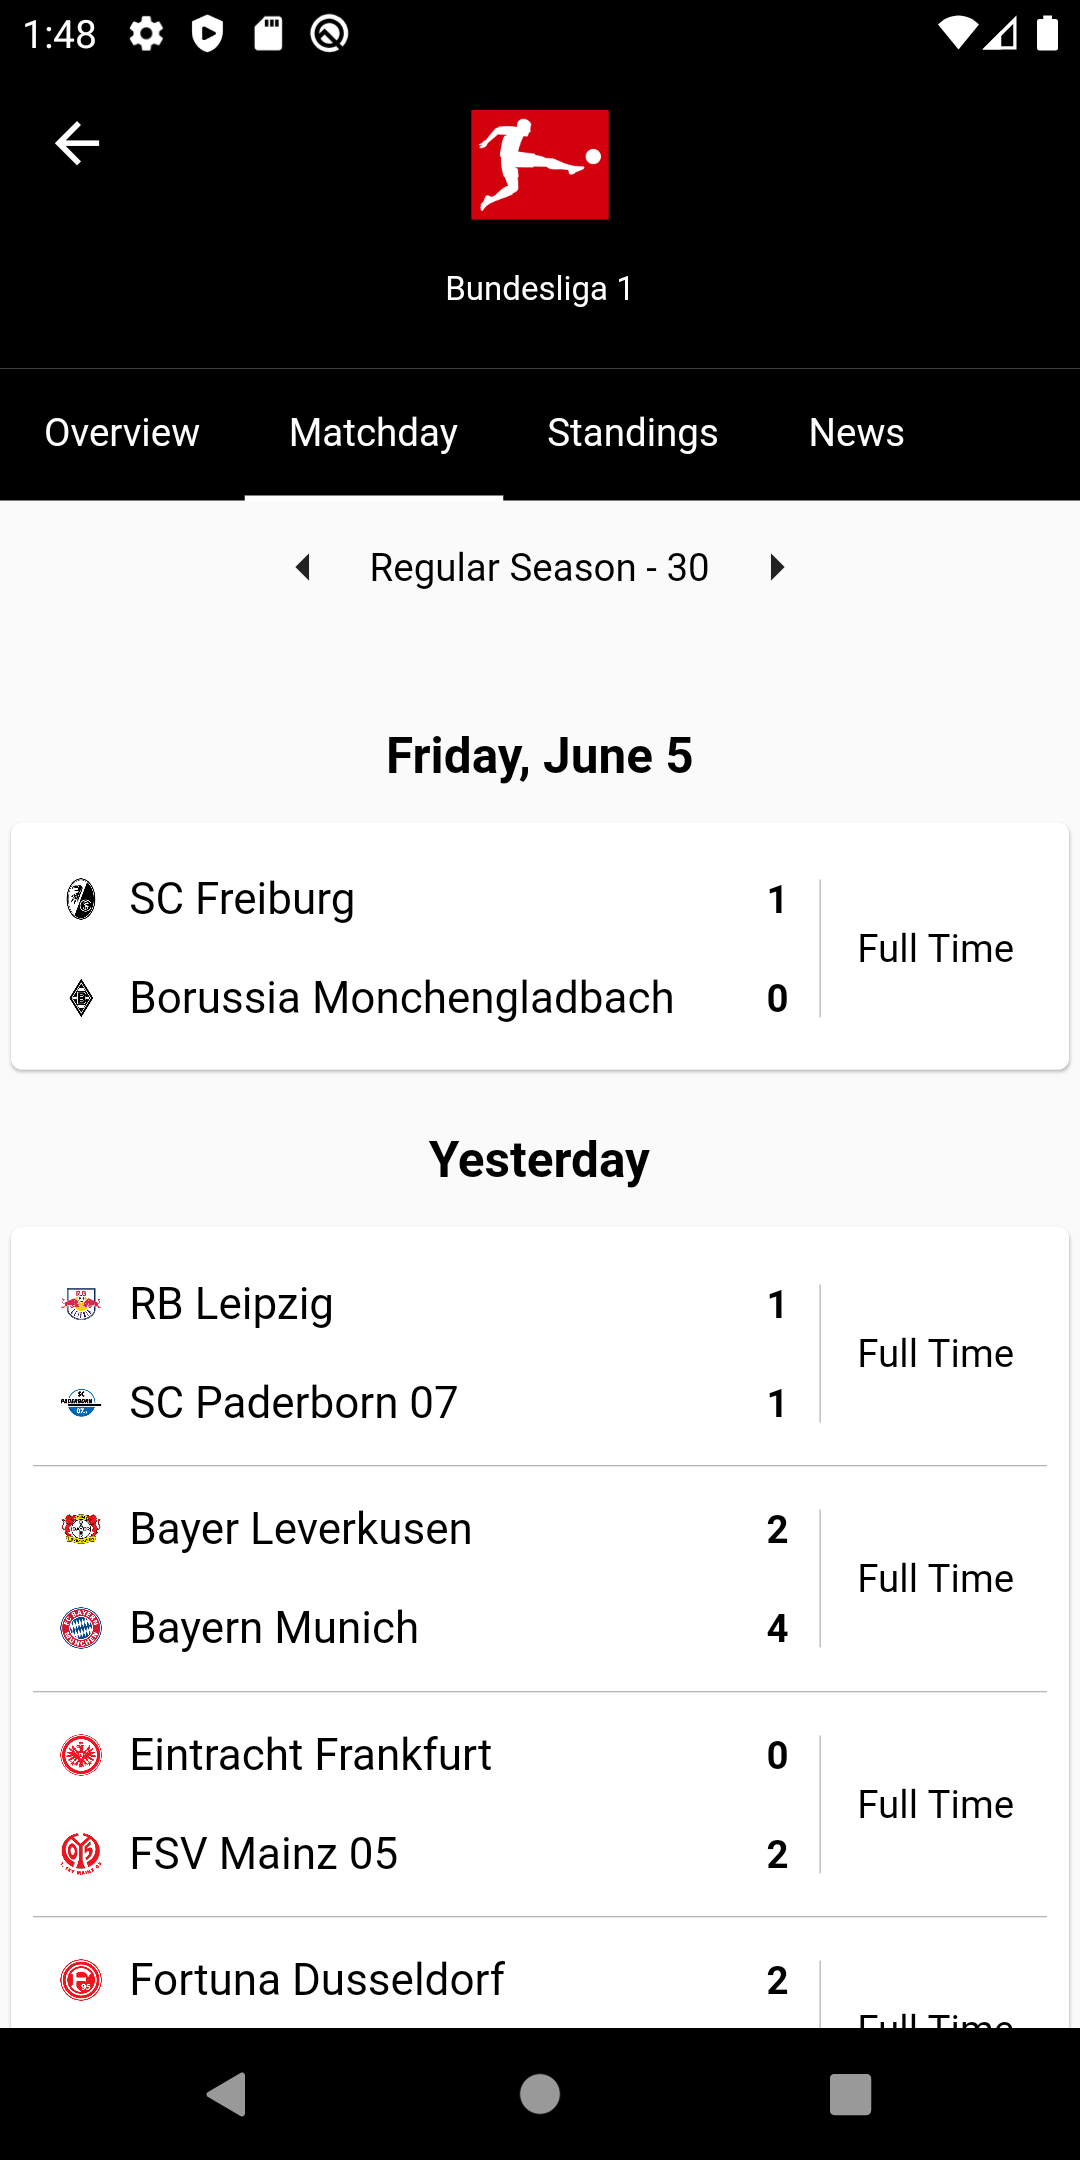 1:48
Bundesliga 1
Overview Matchday Standings News
Regular Season - 30
Friday, June 5
SC Freiburg 1
Full Time
Borussia Monchengladbach 0
Yesterday
RB Leipzig 1
Full Time
SC Paderborn 07 1
Bayer Leverkusen 2
Full Time
Bayern Munich 4
Eintracht Frankfurt 0
Full Time
FSV Mainz 05 2
Fortuna Dusseldorf 2
Full Time